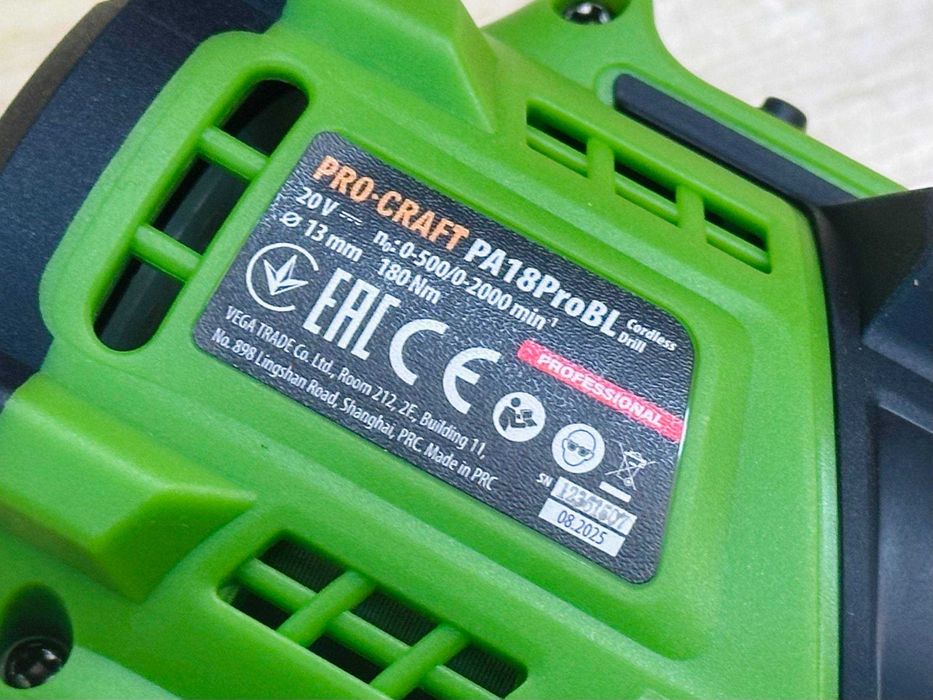 PRO-CRAFT PA18ProBL Cordless Drill
20 V n₀: 0-500/0-2000 min⁻¹
Ø 13 mm 180 Nm
PROFESSIONAL
EAC CE
VEGA TRADE Co. Ltd., Room 212, 2F, Building 11,
No. 898 Lingshan Road, Shanghai, PRC. Made in PRC
SN
08.2025